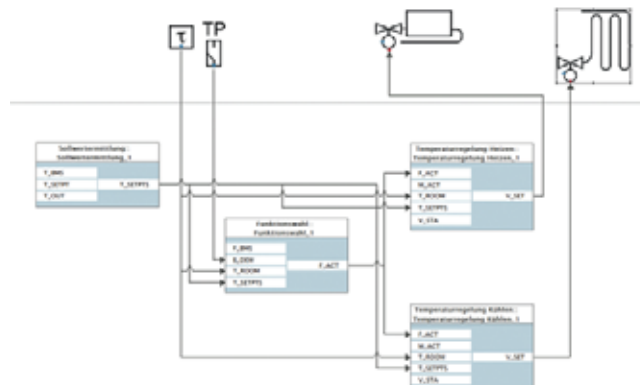 τ
TP
Sollwertermittlung :
Sollwertermittlung_1
T_BMS
T_SETPT
T_SETPTS
T_OUT
Temperaturregelung Heizen :
Temperaturregelung Heizen_1
F_ACT
M_ACT
T_ROOM
V_SET
T_SETPTS
V_STA
Funktionswahl :
Funktionswahl_1
F_BMS
B_DEW
T_ROOM
F_ACT
T_SETPTS
Temperaturregelung Kühlen :
Temperaturregelung Kühlen_1
F_ACT
M_ACT
T_ROOM
V_SET
T_SETPTS
V_STA